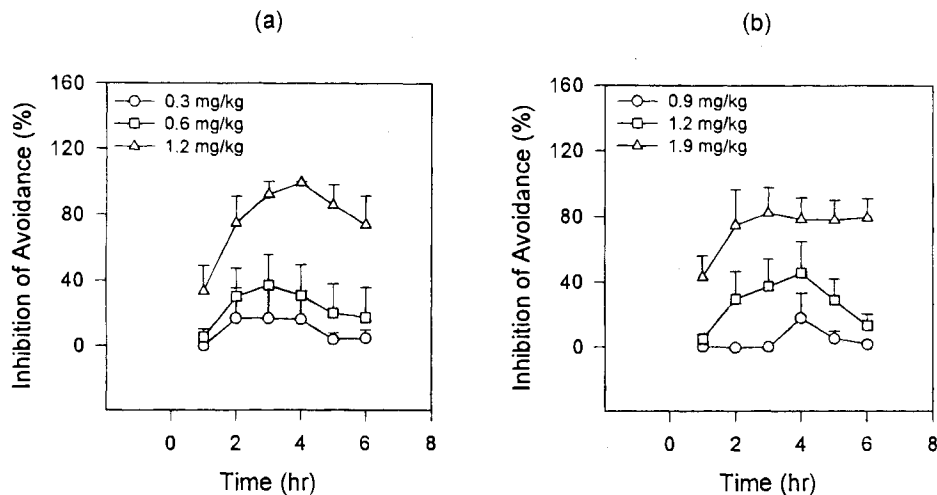 (a)
Inhibition of Avoidance (%)
160
120
80
40
0
0.3 mg/kg
0.6 mg/kg
1.2 mg/kg
0 2 4 6 8
Time (hr)
(b)
Inhibition of Avoidance (%)
160
120
80
40
0
0.9 mg/kg
1.2 mg/kg
1.9 mg/kg
0 2 4 6 8
Time (hr)